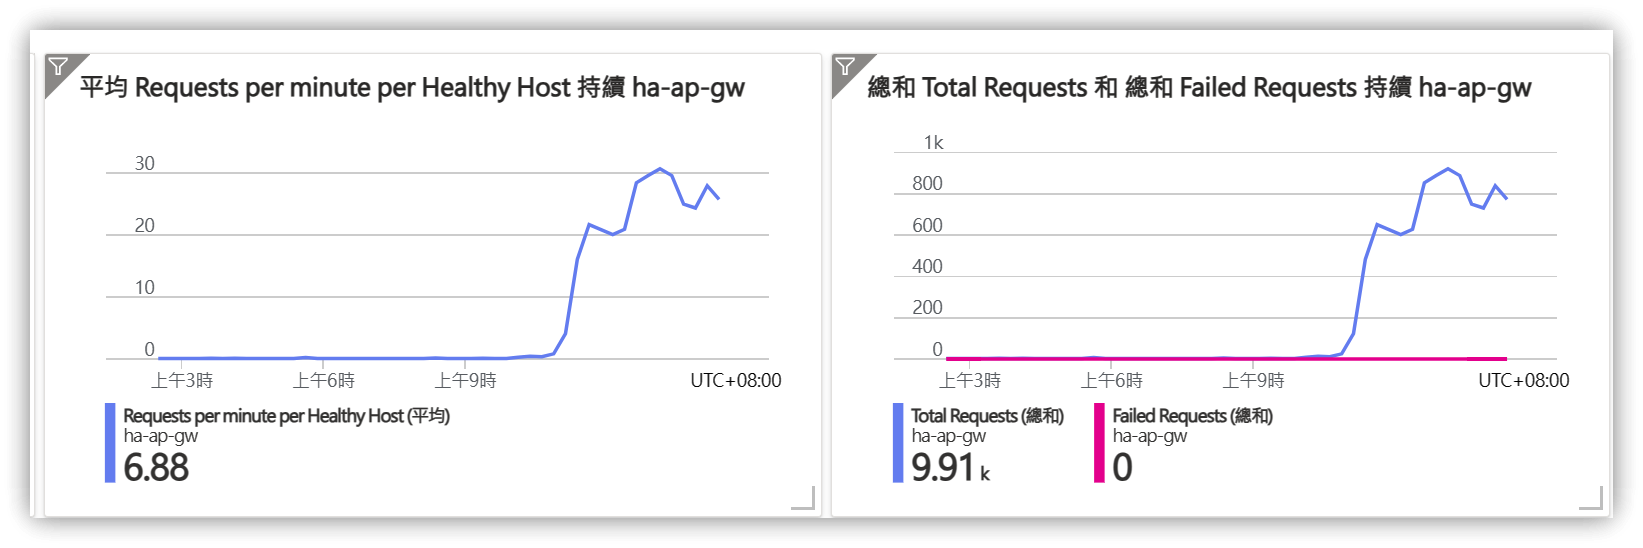 平均 Requests per minute per Healthy Host 持續 ha-ap-gw
30
20
10
0
上午3時
上午6時
上午9時
UTC+08:00
Requests per minute per Healthy Host (平均)
ha-ap-gw
6.88
總和 Total Requests 和 總和 Failed Requests 持續 ha-ap-gw
1k
800
600
400
200
0
上午3時
上午6時
上午9時
UTC+08:00
Total Requests (總和)
ha-ap-gw
9.91 k
Failed Requests (總和)
ha-ap-gw
0